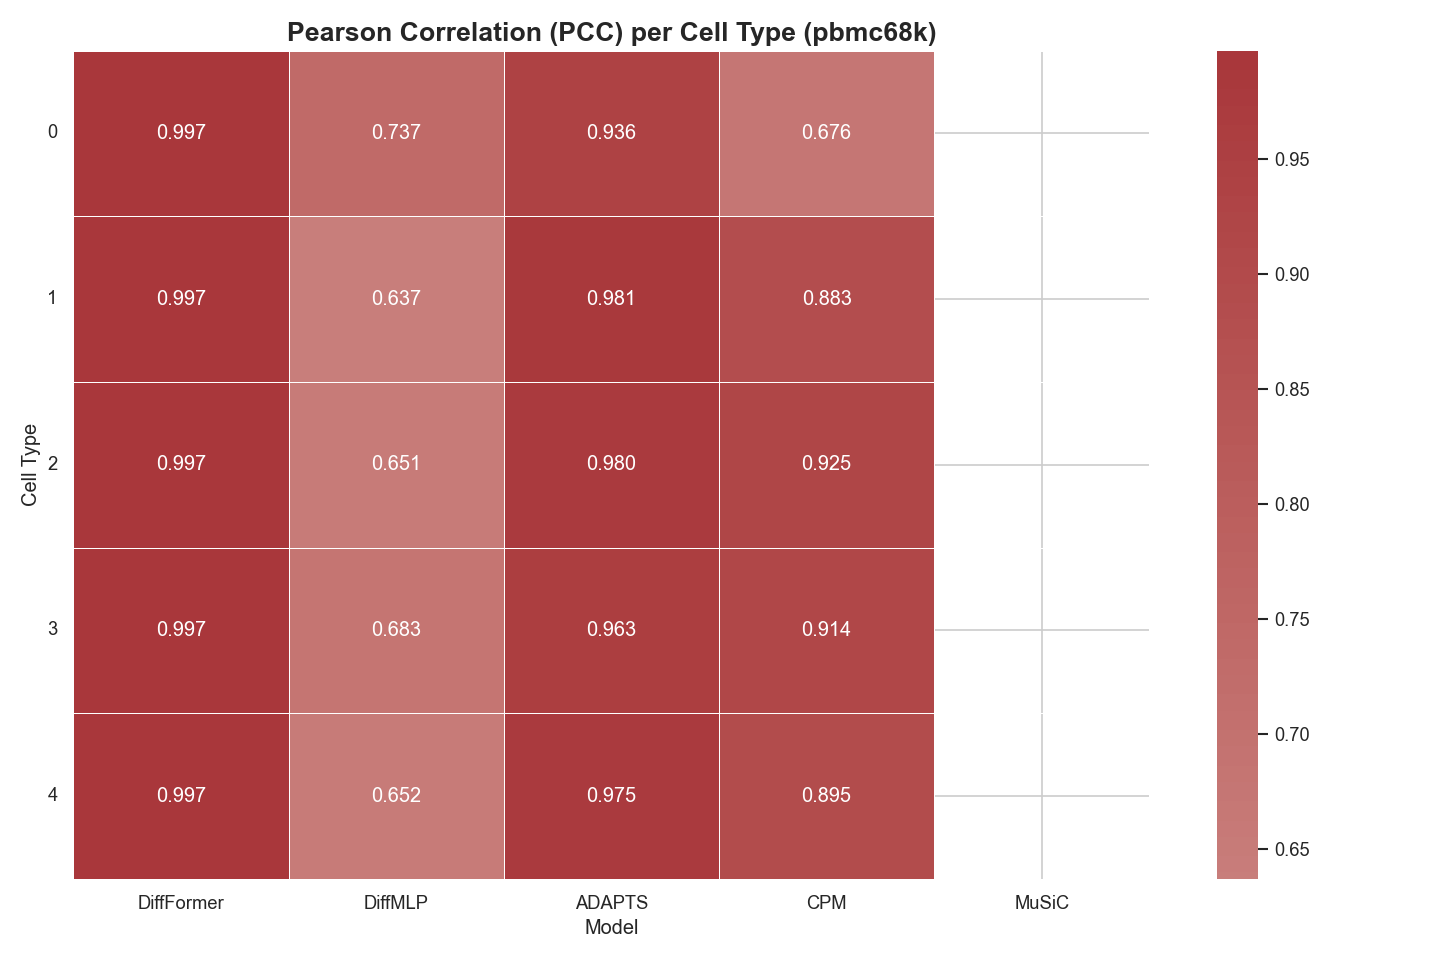 Pearson Correlation (PCC) per Cell Type (pbmc68k)
0 0.997 0.737 0.936 0.676
1 0.997 0.637 0.981 0.883
2 0.997 0.651 0.980 0.925
3 0.997 0.683 0.963 0.914
4 0.997 0.652 0.975 0.895
Cell Type
DiffFormer DiffMLP ADAPTS CPM MuSiC
Model
0.95
0.90
0.85
0.80
0.75
0.70
0.65